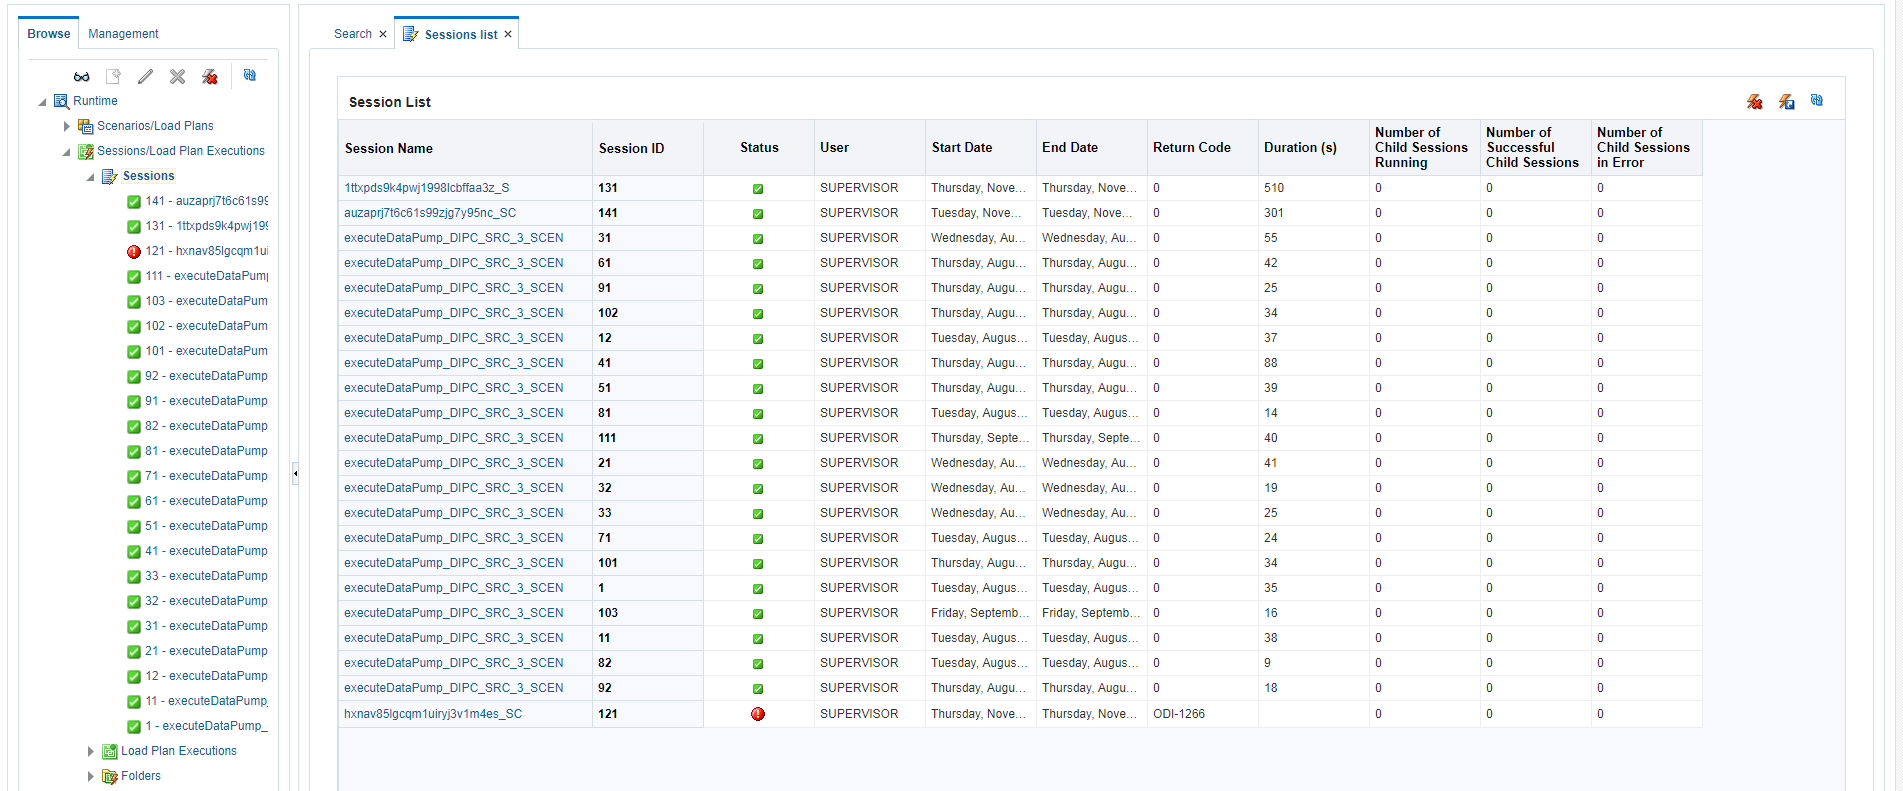 Browse Management
Search × Sessions list ×
Runtime
Scenarios/Load Plans
Sessions/Load Plan Executions
Sessions
141 - auzaprj7t6c61s99
131 - 1ttxpds9k4pwj199
121 - hxnav85lgcqm1ui
111 - executeDataPump
103 - executeDataPum
102 - executeDataPum
101 - executeDataPum
92 - executeDataPump
91 - executeDataPump
82 - executeDataPump
81 - executeDataPump
71 - executeDataPump
61 - executeDataPump
51 - executeDataPump
41 - executeDataPump
33 - executeDataPump
32 - executeDataPump
31 - executeDataPump
21 - executeDataPump
12 - executeDataPump
11 - executeDataPump_
1 - executeDataPump_
Load Plan Executions
Folders
Session List
Session Name Session ID Status User Start Date End Date Return Code Duration (s) Number of Child Sessions Running Number of Successful Child Sessions Number of Child Sessions in Error
1ttxpds9k4pwj1998lcbffaa3z_S 131 SUPERVISOR Thursday, Nove... Thursday, Nove... 0 510 0 0 0
auzaprj7t6c61s99zjg7y95nc_SC 141 SUPERVISOR Tuesday, Nove... Tuesday, Nove... 0 301 0 0 0
executeDataPump_DIPC_SRC_3_SCEN 31 SUPERVISOR Wednesday, Au... Wednesday, Au... 0 55 0 0 0
executeDataPump_DIPC_SRC_3_SCEN 61 SUPERVISOR Thursday, Augu... Thursday, Augu... 0 42 0 0 0
executeDataPump_DIPC_SRC_3_SCEN 91 SUPERVISOR Thursday, Augu... Thursday, Augu... 0 25 0 0 0
executeDataPump_DIPC_SRC_3_SCEN 102 SUPERVISOR Thursday, Augu... Thursday, Augu... 0 34 0 0 0
executeDataPump_DIPC_SRC_3_SCEN 12 SUPERVISOR Tuesday, Augus... Tuesday, Augus... 0 37 0 0 0
executeDataPump_DIPC_SRC_3_SCEN 41 SUPERVISOR Thursday, Augu... Thursday, Augu... 0 88 0 0 0
executeDataPump_DIPC_SRC_3_SCEN 51 SUPERVISOR Thursday, Augu... Thursday, Augu... 0 39 0 0 0
executeDataPump_DIPC_SRC_3_SCEN 81 SUPERVISOR Tuesday, Augus... Tuesday, Augus... 0 14 0 0 0
executeDataPump_DIPC_SRC_3_SCEN 111 SUPERVISOR Thursday, Septe... Thursday, Septe... 0 40 0 0 0
executeDataPump_DIPC_SRC_3_SCEN 21 SUPERVISOR Wednesday, Au... Wednesday, Au... 0 41 0 0 0
executeDataPump_DIPC_SRC_3_SCEN 32 SUPERVISOR Wednesday, Au... Wednesday, Au... 0 19 0 0 0
executeDataPump_DIPC_SRC_3_SCEN 33 SUPERVISOR Wednesday, Au... Wednesday, Au... 0 25 0 0 0
executeDataPump_DIPC_SRC_3_SCEN 71 SUPERVISOR Tuesday, Augus... Tuesday, Augus... 0 24 0 0 0
executeDataPump_DIPC_SRC_3_SCEN 101 SUPERVISOR Thursday, Augu... Thursday, Augu... 0 34 0 0 0
executeDataPump_DIPC_SRC_3_SCEN 1 SUPERVISOR Tuesday, Augus... Tuesday, Augus... 0 35 0 0 0
executeDataPump_DIPC_SRC_3_SCEN 103 SUPERVISOR Friday, Septemb... Friday, Septemb... 0 16 0 0 0
executeDataPump_DIPC_SRC_3_SCEN 11 SUPERVISOR Tuesday, Augus... Tuesday, Augus... 0 38 0 0 0
executeDataPump_DIPC_SRC_3_SCEN 82 SUPERVISOR Tuesday, Augus... Tuesday, Augus... 0 9 0 0 0
executeDataPump_DIPC_SRC_3_SCEN 92 SUPERVISOR Thursday, Augu... Thursday, Augu... 0 18 0 0 0
hxnav85lgcqm1uiryj3v1m4es_SC 121 SUPERVISOR Thursday, Nove... Thursday, Nove... ODI-1266 0 0 0